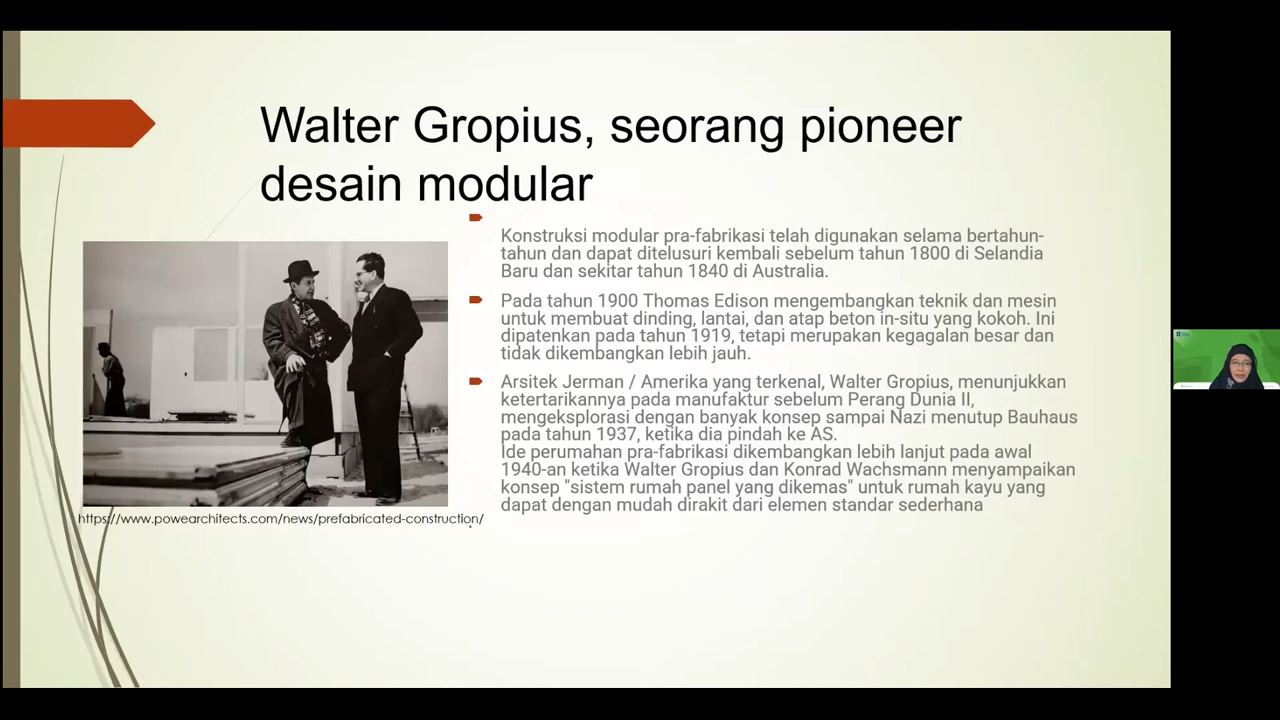 Walter Gropius, seorang pioneer
desain modular
Konstruksi modular pra-fabrikasi telah digunakan selama bertahun-
tahun dan dapat ditelusuri kembali sebelum tahun 1800 di Selandia
Baru dan sekitar tahun 1840 di Australia.
Pada tahun 1900 Thomas Edison mengembangkan teknik dan mesin
untuk membuat dinding, lantai, dan atap beton in-situ yang kokoh. Ini
dipatenkan pada tahun 1919, tetapi merupakan kegagalan besar dan
tidak dikembangkan lebih jauh.
Arsitek Jerman / Amerika yang terkenal, Walter Gropius, menunjukkan
ketertarikannya pada manufaktur sebelum Perang Dunia II,
mengeksplorasi dengan banyak konsep sampai Nazi menutup Bauhaus
pada tahun 1937, ketika dia pindah ke AS.
Ide perumahan pra-fabrikasi dikembangkan lebih lanjut pada awal
1940-an ketika Walter Gropius dan Konrad Wachsmann menyampaikan
konsep "sistem rumah panel yang dikemas" untuk rumah kayu yang
dapat dengan mudah dirakit dari elemen standar sederhana
https://www.powearchitects.com/news/prefabricated-construction/